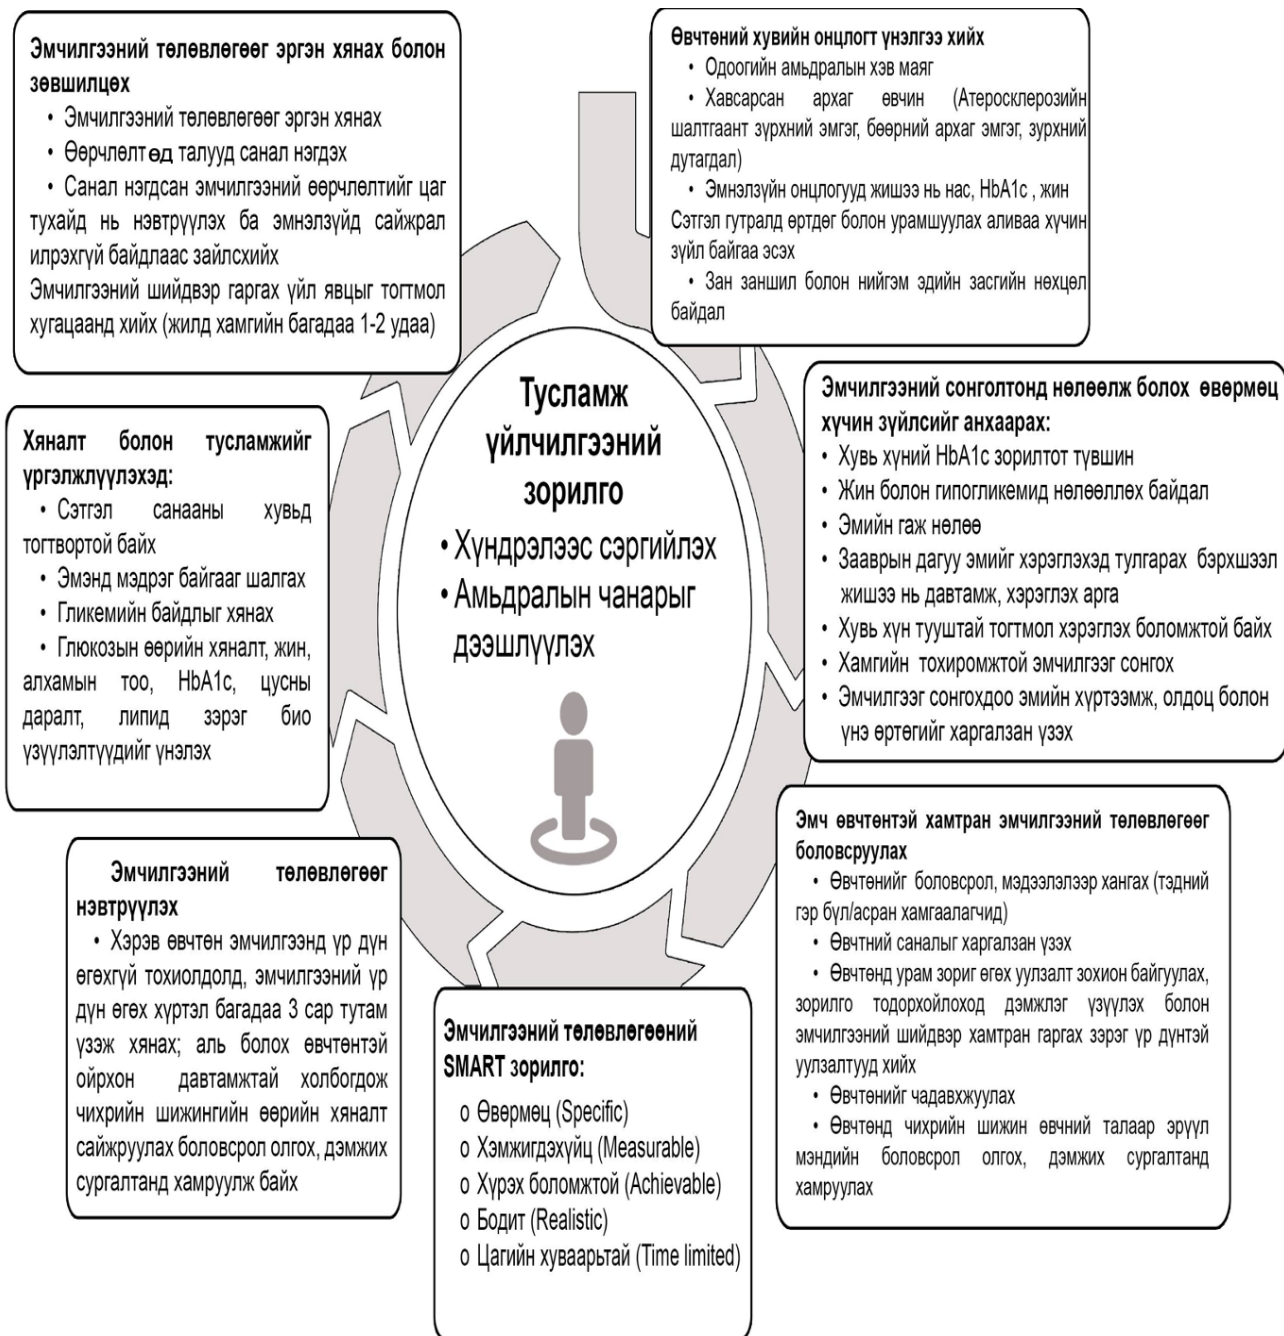 Эмчилгээний төлөвлөгөөг эргэн хянах болон
зөвшилцөх
• Эмчилгээний төлөвлөгөөг эргэн хянах
• Өөрчлөлтөд талууд санал нэгдэх
• Санал нэгдсан эмчилгээний өөрчлөлтийг цаг
тухайд нь нэвтрүүлэх ба эмнэлзүйд сайжрал
илрэхгүй байдлаас зайлсхийх
Эмчилгээний шийдвэр гаргах үйл явцыг тогтмол
хугацаанд хийх (жилд хамгийн багадаа 1-2 удаа)
Өвчтөний хувийн онцлогт үнэлгээ хийх
• Одоогийн амьдралын хэв маяг
• Хавсарсан архаг өвчин (Атеросклерозийн
шалтгаант зүрхний эмгэг, бөөрний архаг эмгэг, зурхний
дутагдал)
• Эмнэлзүйн онцлогууд жишээ нь нас, HbA1c , жин
Сэтгэл гутралд өртдөг болон урамшуулах аливаа хүчин
зүйл байгаа эсэх
• Зан заншил болон нийгэм эдийн засгийн нөхцөл
байдал
Эмчилгээний сонголтонд нөлөөлж болох өвөрмөц
хүчин зүйлсийг анхаарах:
• Хувь хүний HbA1c зорилтот түвшин
• Жин болон гипогликемид нөлөөллөх байдал
• Эмийн гаж нөлөө
• Зааврын дагуу эмийг хэрэглэхэд тулгарах бэрхшээл
жишээ нь давтамж, хэрэглэх арга
• Хувь хүн тууштай тогтмол хэрэглэх боломжтой байх
• Хамгийн тохиромжтой эмчилгээг сонгох
• Эмчилгээг сонгохдоо эмийн хүртээмж, олдоц болон
үнэ өртөгийг харгалзан үзэх
Эмч өвчтөнтэй хамтран эмчилгээний төлөвлөгөөг
боловсруулах
• Өвчтөнийг боловсрол, мэдээлэлээр хангах (тэдний
гэр бүл/асран хамгаалагчид)
• Өвчтний саналыг харгалзан үзэх
• Өвчтөнд урам зориг өгөх уулзалт зохион байгуулах,
зорилго тодорхойлоход дэмжлэг үзүүлэх болон
эмчилгээний шийдвэр хамтран гаргах зэрэг үр дүнтэй
уулзалтууд хийх
• Өвчтөнийг чадавхжуулах
• Өвчтөнд чихрийн шижин өвчний талаар эрүүл
мэндийн боловсрол олгох, дэмжих сургалтанд
хамруулах
Эмчилгээний төлөвлөгөөний
SMART зорилго:
o Өвөрмөц (Specific)
o Хэмжигдэхүйц (Measurable)
o Хүрэх боломжтой (Achievable)
o Бодит (Realistic)
o Цагийн хуваарьтай (Time limited)
Эмчилгээний төлөвлөгөөг
нэвтрүүлэх
• Хэрэв өвчтөн эмчилгээнд үр дүн
өгөхгүй тохиолдолд, эмчилгээний үр
дүн өгөх хүртэл багадаа 3 сар тутам
үзэж хянах; аль болох өвчтөнтэй
ойрхон давтамжтай холбогдож
чихрийн шижингийн өөрийн хяналт
сайжруулах боловсрол олгох, дэмжих
сургалтанд хамруулж байх
Хяналт болон тусламжийг
үргэлжлүүлэхэд:
• Сэтгэл санааны хувьд
тогтвортой байх
• Эмэнд мэдрэг байгааг шалгах
• Гликемийн байдлыг хянах
• Глюкозын өөрийн хяналт, жин,
алхамын тоо, HbA1c, цусны
даралт, липид зэрэг био
үзүүлэлтүүдийг үнэлэх
Тусламж
үйлчилгээний
зорилго
• Хүндрэлээс сэргийлэх
• Амьдралын чанарыг
дээшлүүлэх